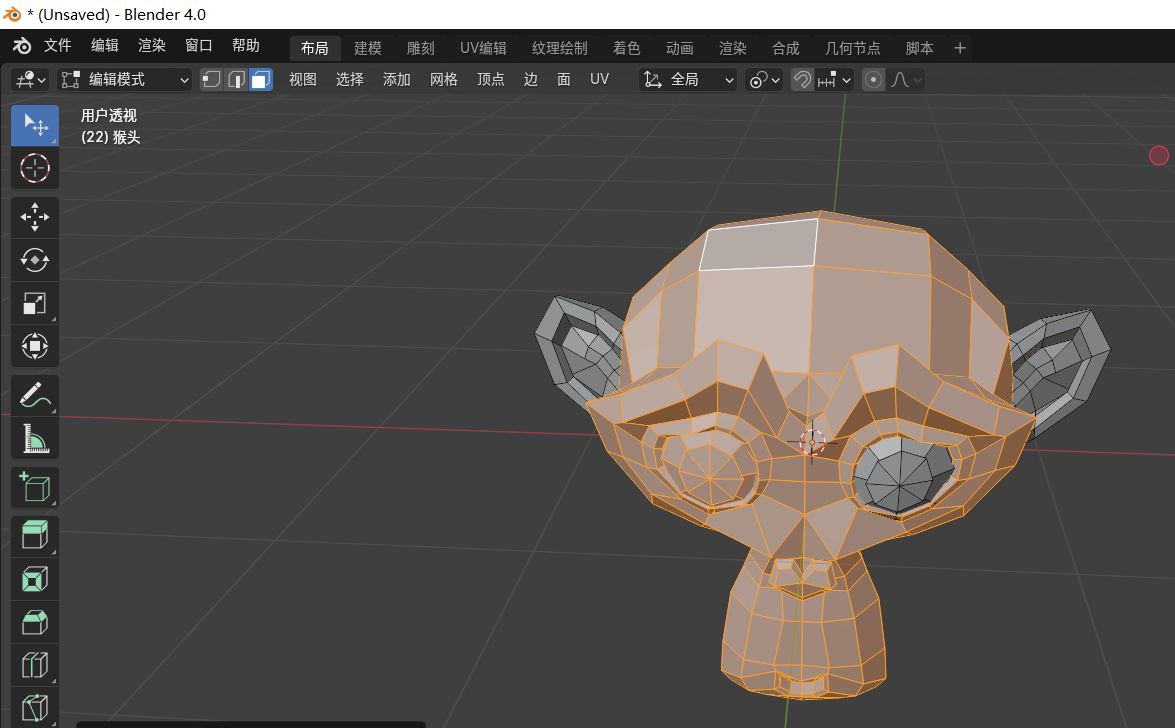 * (Unsaved) - Blender 4.0
文件 编辑 渲染 窗口 帮助 布局 建模 雕刻 UV编辑 纹理绘制 着色 动画 渲染 合成 几何节点 脚本 +
编辑模式 视图 选择 添加 网格 顶点 边 面 UV 全局
用户透视
(22) 猴头